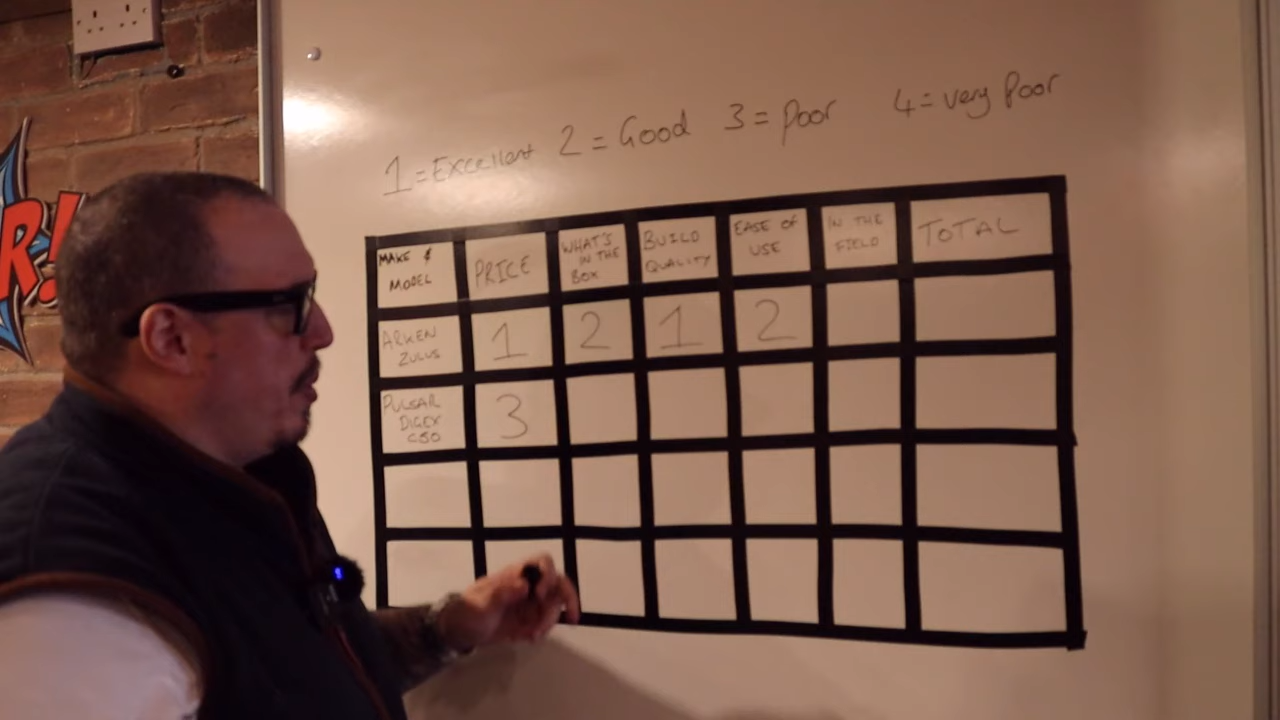 R!
1=Excellent 2=Good 3=Poor 4=very Poor
MAKE &
MODEL
PRICE
WHAT'S
IN THE
BOX
BUILD
QUALITY
EASE OF
USE
IN THE
FIELD
TOTAL
ARKEN
ZULUS
1
2
1
2
PULSAR
DIGEX
C50
3